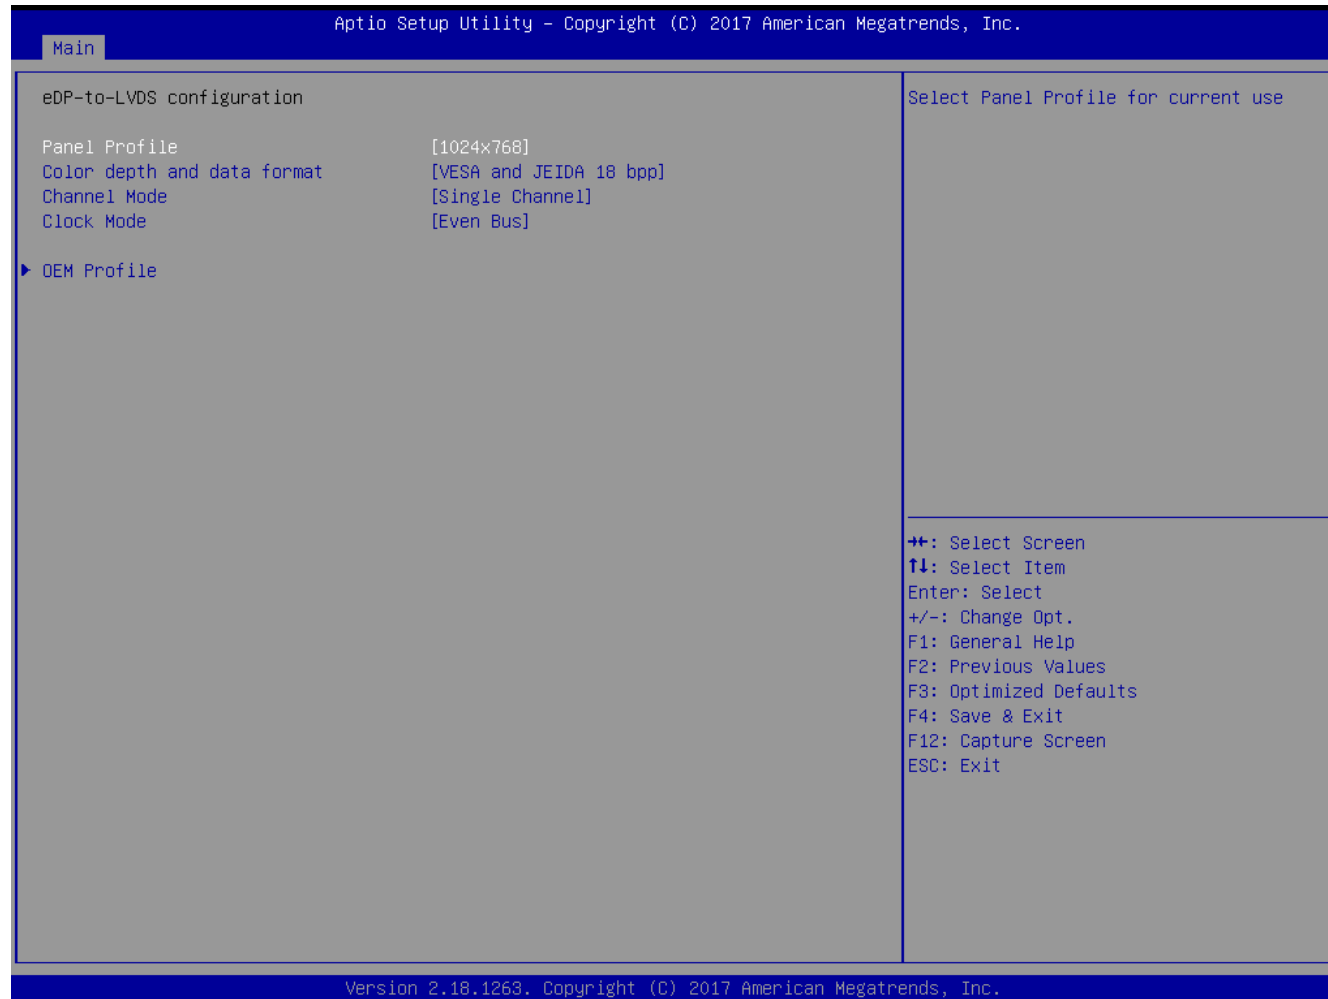 Aptio Setup Utility – Copyright (C) 2017 American Megatrends, Inc.
Main
eDP-to-LVDS configuration
Panel Profile [1024x768]
Color depth and data format [VESA and JEIDA 18 bpp]
Channel Mode [Single Channel]
Clock Mode [Even Bus]
▶ OEM Profile
Select Panel Profile for current use
→←: Select Screen
↑↓: Select Item
Enter: Select
+/-: Change Opt.
F1: General Help
F2: Previous Values
F3: Optimized Defaults
F4: Save & Exit
F12: Capture Screen
ESC: Exit
Version 2.18.1263. Copyright (C) 2017 American Megatrends, Inc.